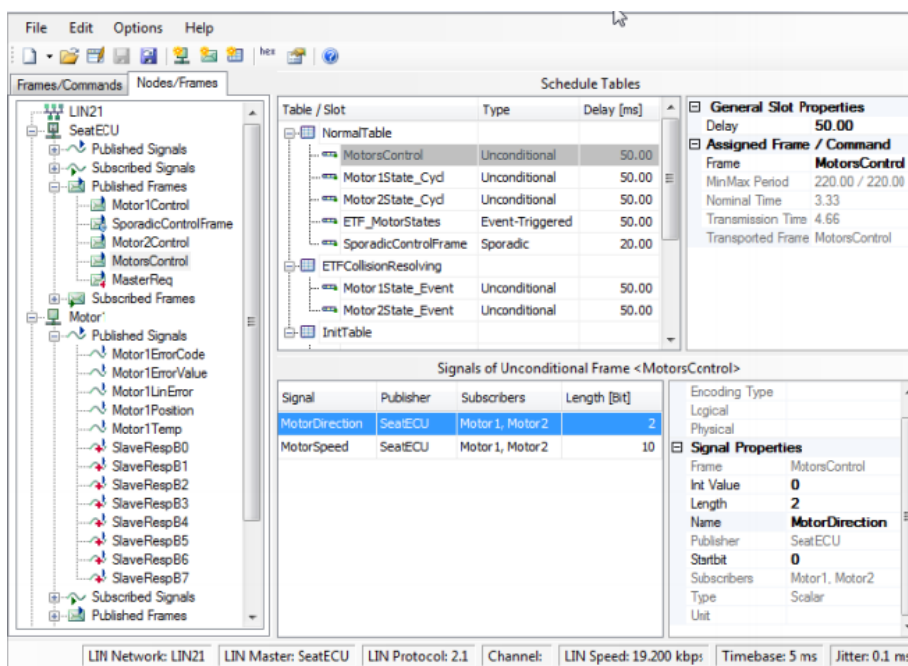 File Edit Options Help
hex
Frames/Commands Nodes/Frames
LIN21
SeatECU
Published Signals
Subscribed Signals
Published Frames
Motor1Control
SporadicControlFrame
Motor2Control
MotorsControl
MasterReq
Subscribed Frames
Motor1
Published Signals
Motor1ErrorCode
Motor1ErrorValue
Motor1LinError
Motor1Position
Motor1Temp
SlaveRespB0
SlaveRespB1
SlaveRespB2
SlaveRespB3
SlaveRespB4
SlaveRespB5
SlaveRespB6
SlaveRespB7
Subscribed Signals
Published Frames
Schedule Tables
Table / Slot Type Delay [ms]
NormalTable
MotorsControl Unconditional 50.00
Motor1State_Cycl Unconditional 50.00
Motor2State_Cycl Unconditional 50.00
ETF_MotorStates Event-Triggered 50.00
SporadicControlFrame Sporadic 20.00
ETFCollisionResolving
Motor1State_Event Unconditional 50.00
Motor2State_Event Unconditional 50.00
InitTable
General Slot Properties
Delay 50.00
Assigned Frame / Command
Frame MotorsControl
MinMax Period 220.00 / 220.00
Nominal Time 3.33
Transmission Time 4.66
Transported Frame MotorsControl
Signals of Unconditional Frame <MotorsControl>
Signal Publisher Subscribers Length [Bit]
MotorDirection SeatECU Motor1, Motor2 2
MotorSpeed SeatECU Motor1, Motor2 10
Encoding Type
Logical
Physical
Signal Properties
Frame MotorsControl
Int Value 0
Length 2
Name MotorDirection
Publisher SeatECU
Startbit 0
Subscribers Motor1, Motor2
Type Scalar
Unit
LIN Network: LIN21 LIN Master: SeatECU LIN Protocol: 2.1 Channel: LIN Speed: 19.200 kbps Timebase: 5 ms Jitter: 0.1 ms